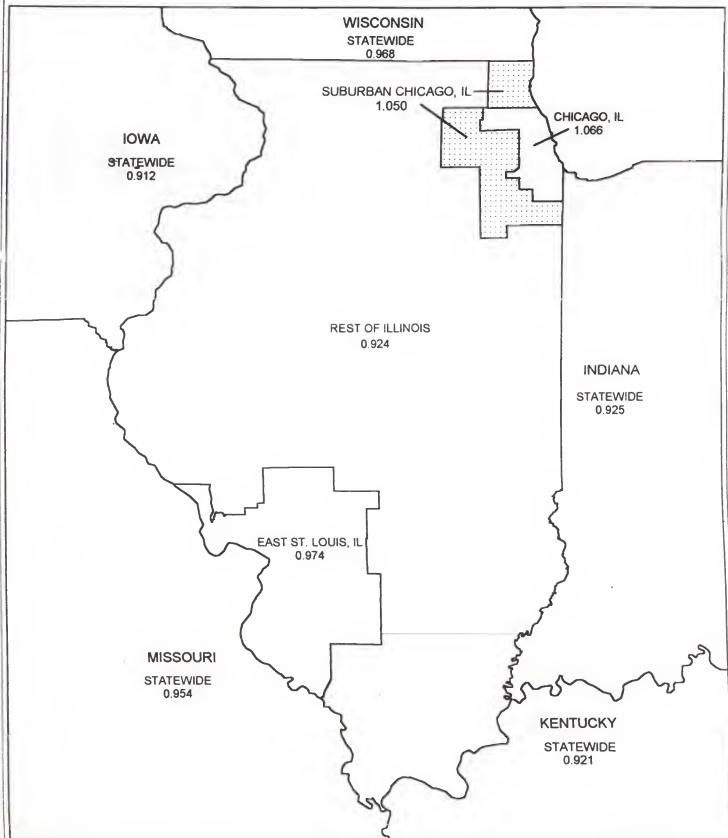 WISCONSIN
STATEWIDE
0.968
SUBURBAN CHICAGO, IL
1.050
CHICAGO, IL
1.066
IOWA
STATEWIDE
0.912
REST OF ILLINOIS
0.924
INDIANA
STATEWIDE
0.925
EAST ST. LOUIS, IL
0.974
MISSOURI
STATEWIDE
0.954
KENTUCKY
STATEWIDE
0.921